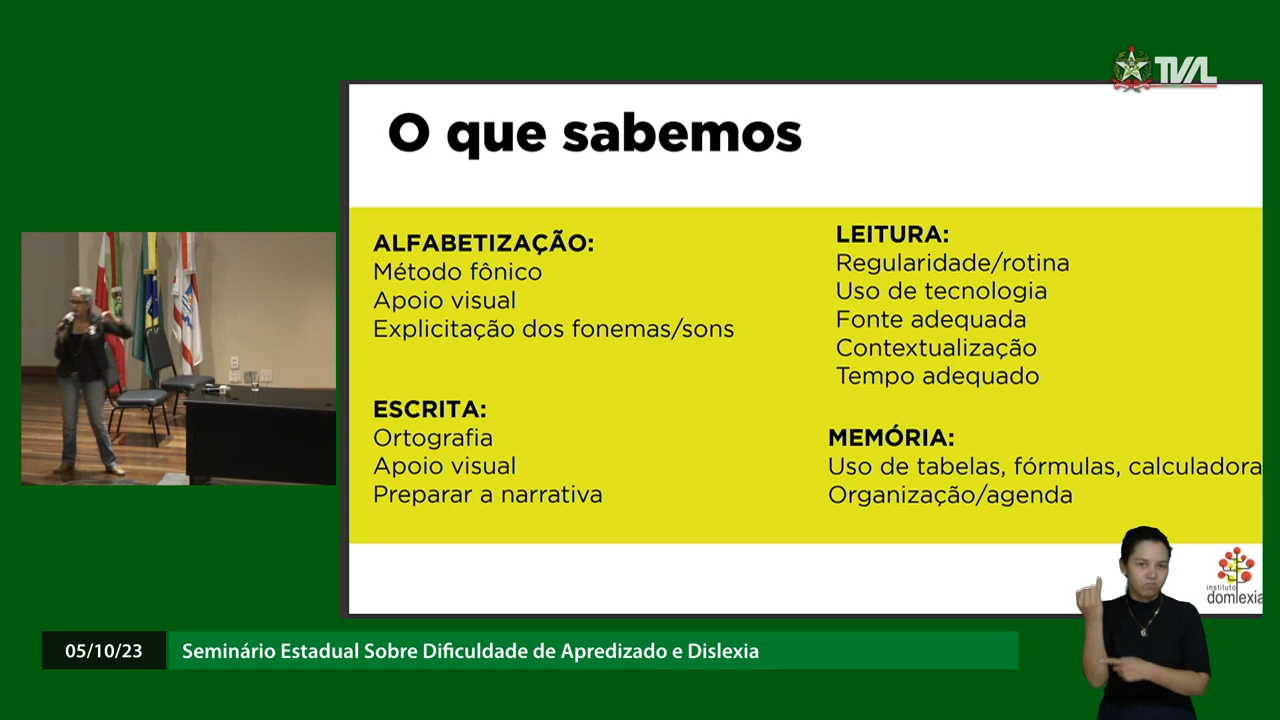 TVAL
O que sabemos
ALFABETIZAÇÃO:
Método fônico
Apoio visual
Explicitação dos fonemas/sons
ESCRITA:
Ortografia
Apoio visual
Preparar a narrativa
LEITURA:
Regularidade/rotina
Uso de tecnologia
Fonte adequada
Contextualização
Tempo adequado
MEMÓRIA:
Uso de tabelas, fórmulas, calculadora
Organização/agenda
instituto
domlexia
05/10/23
Seminário Estadual Sobre Dificuldade de Apredizado e Dislexia